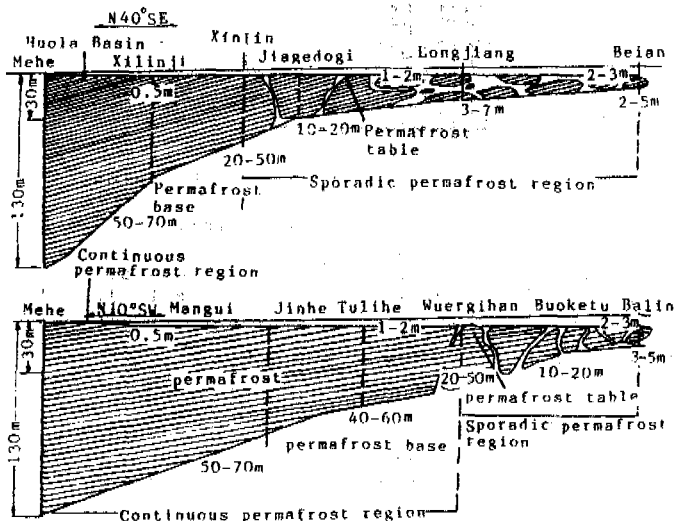 N40°SE
Huola Basin
Xinlin
Mehe
Xilinji
Jiagedogi
Longjiang
Beian
30m
0.5m
1-2m
2-3m
10-20m
3-7m
2-5m
20-50m
Permafrost table
130m
Permafrost base
Sporadic permafrost region
50-70m
Continuous permafrost region
Mehe
N10°SW
Mangui
Jinhe
Tulihe
Wuergihan
Buoketu
Balin
30m
0.5m
1-2m
2-3m
permafrost
20-50m
10-20m
3-5m
permafrost table
40-60m
permafrost base
Sporadic permafrost region
130m
50-70m
Continuous permafrost region